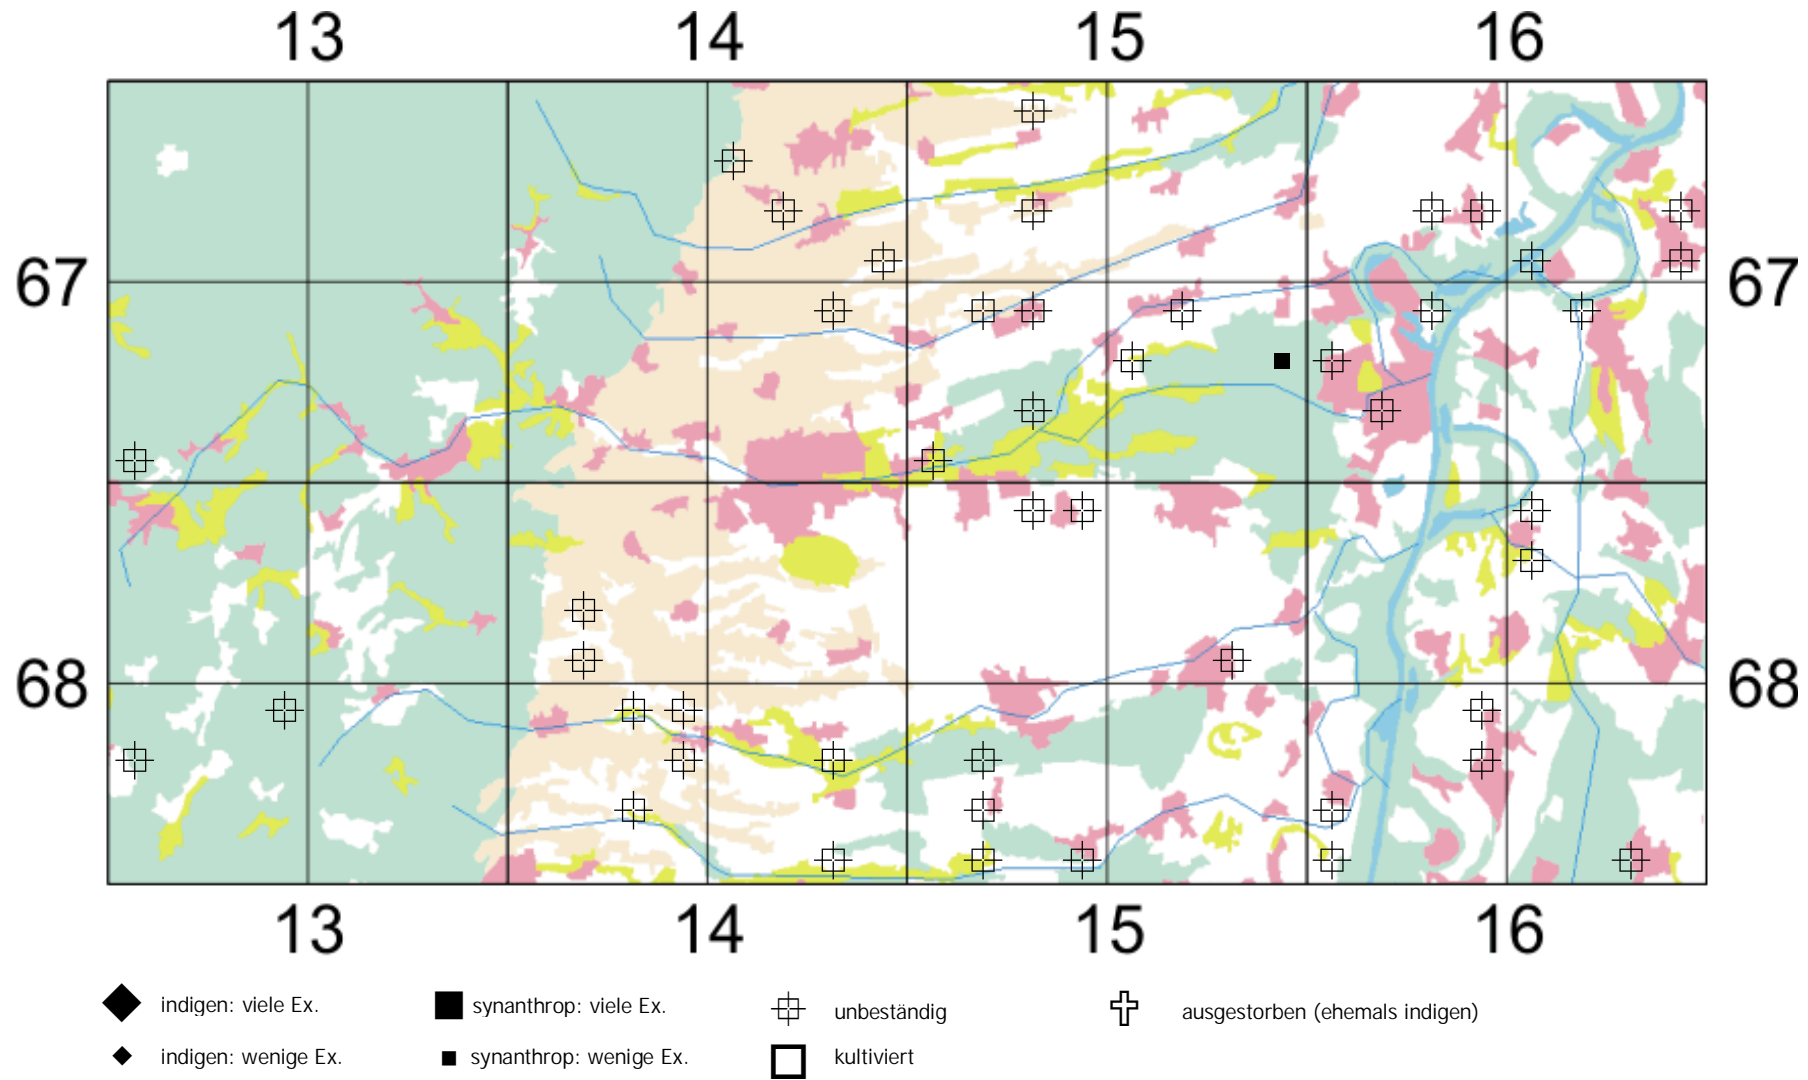 13 14 15 16
67 67
68 68
13 14 15 16
indigen: viele Ex. synanthrop: viele Ex. unbeständig ausgestorben (ehemals indigen)
indigen: wenige Ex. synanthrop: wenige Ex. kultiviert